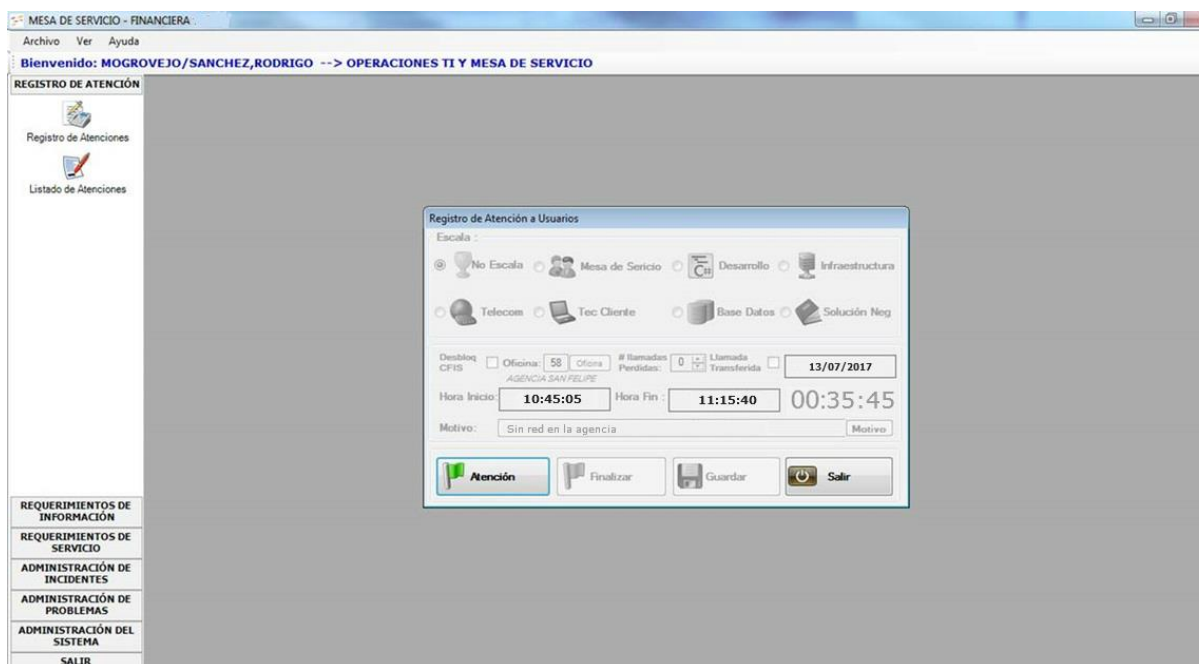 MESA DE SERVICIO - FINANCIERA
Archivo Ver Ayuda
Bienvenido: MOGROVEJO/SANCHEZ,RODRIGO --> OPERACIONES TI Y MESA DE SERVICIO
REGISTRO DE ATENCIÓN
Registro de Atenciones
Listado de Atenciones
Registro de Atención a Usuarios
Escala :
No Escala Mesa de Sericio Desarrollo Infraestructura
Telecom Tec Cliente Base Datos Solución Neg
Desbloq CFIS Oficina: 58 Oficina # llamadas Perdidas: 0 Llamada Transferida 13/07/2017
AGENCIA SAN FELIPE
Hora Inicio: 10:45:05 Hora Fin : 11:15:40 00:35:45
Motivo: Sin red en la agencia Motivo
Atención Finalizar Guardar Salir
REQUERIMIENTOS DE
INFORMACIÓN
REQUERIMIENTOS DE
SERVICIO
ADMINISTRACIÓN DE
INCIDENTES
ADMINISTRACIÓN DE
PROBLEMAS
ADMINISTRACIÓN DEL
SISTEMA
SALIR